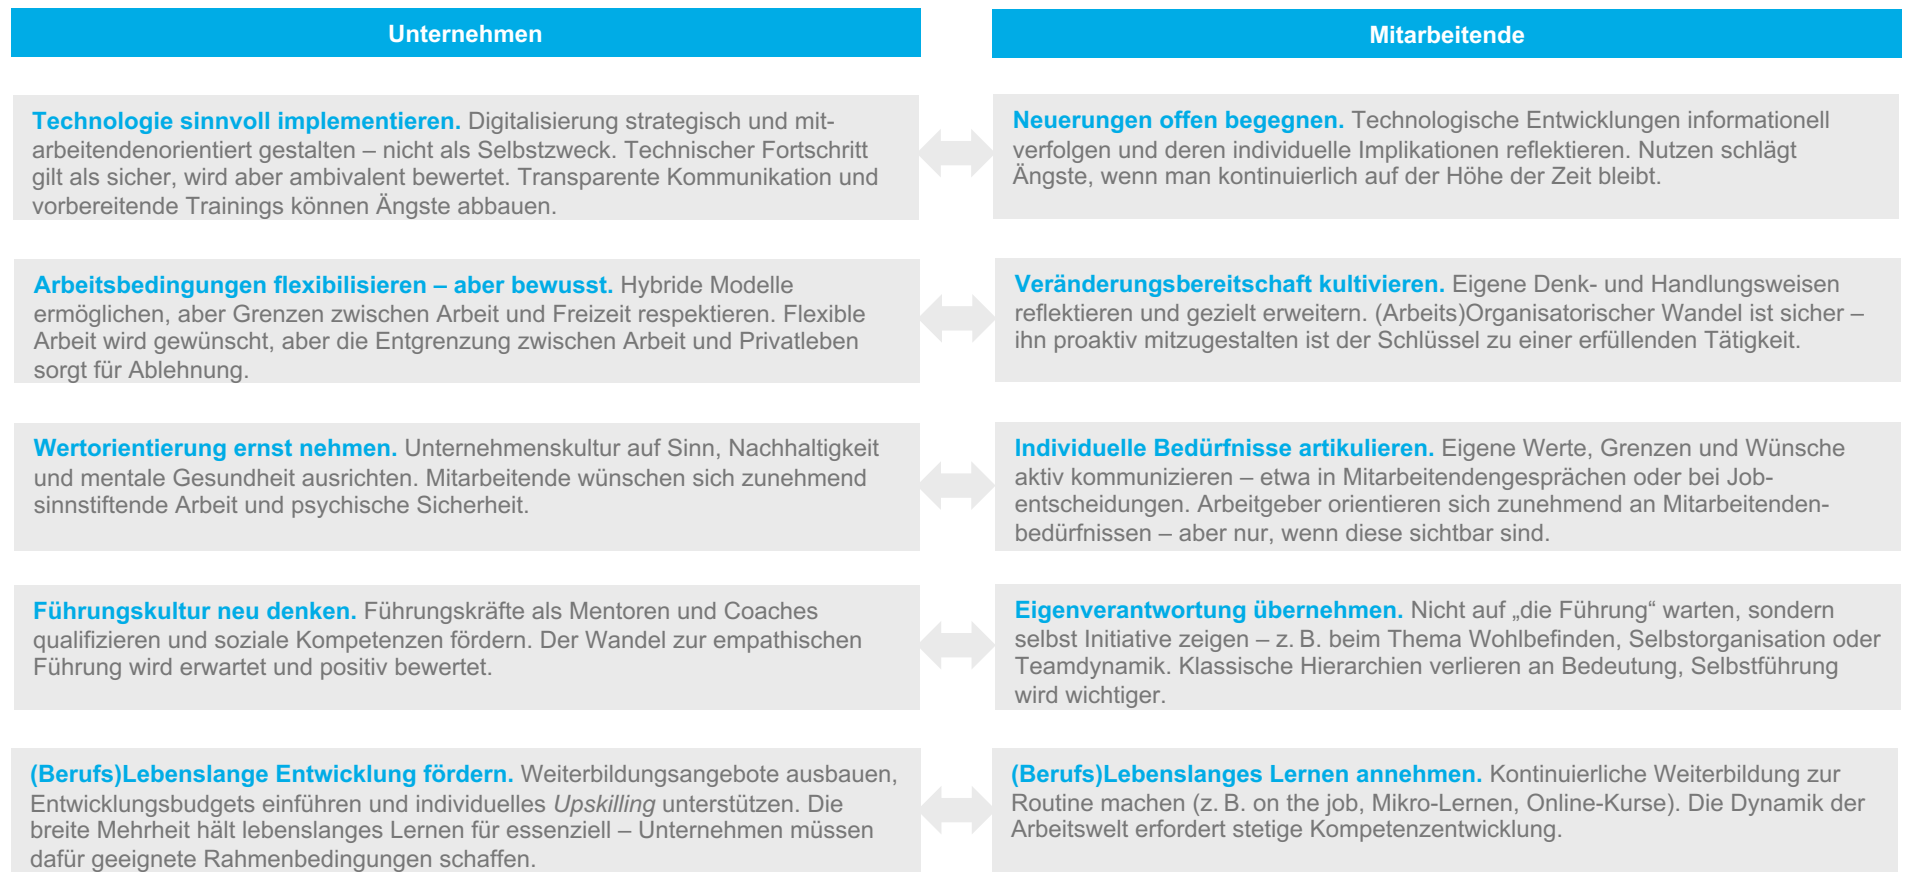 Unternehmen
Mitarbeitende
Technologie sinnvoll implementieren. Digitalisierung strategisch und mit-
arbeitendenorientiert gestalten – nicht als Selbstzweck. Technischer Fortschritt
gilt als sicher, wird aber ambivalent bewertet. Transparente Kommunikation und
vorbereitende Trainings können Ängste abbauen.
Neuerungen offen begegnen. Technologische Entwicklungen informationell
verfolgen und deren individuelle Implikationen reflektieren. Nutzen schlägt
Ängste, wenn man kontinuierlich auf der Höhe der Zeit bleibt.
Arbeitsbedingungen flexibilisieren – aber bewusst. Hybride Modelle
ermöglichen, aber Grenzen zwischen Arbeit und Freizeit respektieren. Flexible
Arbeit wird gewünscht, aber die Entgrenzung zwischen Arbeit und Privatleben
sorgt für Ablehnung.
Veränderungsbereitschaft kultivieren. Eigene Denk- und Handlungsweisen
reflektieren und gezielt erweitern. (Arbeits)Organisatorischer Wandel ist sicher –
ihn proaktiv mitzugestalten ist der Schlüssel zu einer erfüllenden Tätigkeit.
Wertorientierung ernst nehmen. Unternehmenskultur auf Sinn, Nachhaltigkeit
und mentale Gesundheit ausrichten. Mitarbeitende wünschen sich zunehmend
sinnstiftende Arbeit und psychische Sicherheit.
Individuelle Bedürfnisse artikulieren. Eigene Werte, Grenzen und Wünsche
aktiv kommunizieren – etwa in Mitarbeitendengesprächen oder bei Job-
entscheidungen. Arbeitgeber orientieren sich zunehmend an Mitarbeitenden-
bedürfnissen – aber nur, wenn diese sichtbar sind.
Führungskultur neu denken. Führungskräfte als Mentoren und Coaches
qualifizieren und soziale Kompetenzen fördern. Der Wandel zur empathischen
Führung wird erwartet und positiv bewertet.
Eigenverantwortung übernehmen. Nicht auf „die Führung“ warten, sondern
selbst Initiative zeigen – z. B. beim Thema Wohlbefinden, Selbstorganisation oder
Teamdynamik. Klassische Hierarchien verlieren an Bedeutung, Selbstführung
wird wichtiger.
(Berufs)Lebenslange Entwicklung fördern. Weiterbildungsangebote ausbauen,
Entwicklungsbudgets einführen und individuelles Upskilling unterstützen. Die
breite Mehrheit hält lebenslanges Lernen für essenziell – Unternehmen müssen
dafür geeignete Rahmenbedingungen schaffen.
(Berufs)Lebenslanges Lernen annehmen. Kontinuierliche Weiterbildung zur
Routine machen (z. B. on the job, Mikro-Lernen, Online-Kurse). Die Dynamik der
Arbeitswelt erfordert stetige Kompetenzentwicklung.